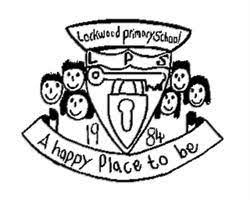 Lockwood primary School
L P S
19 84
A happy Place to be